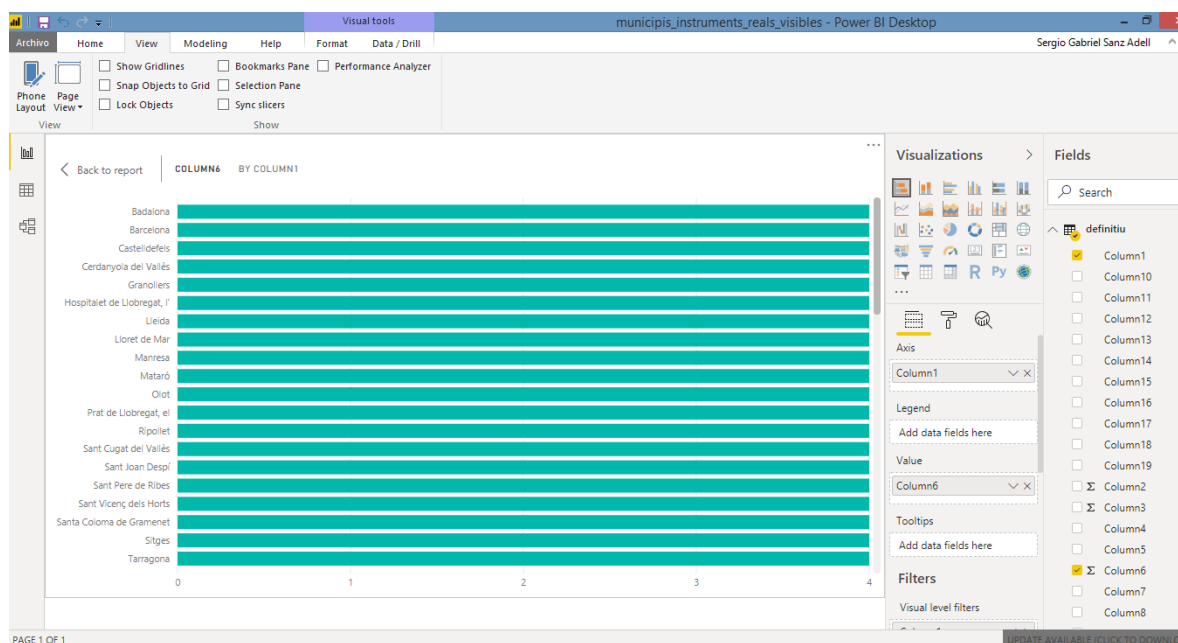 Visual tools
municipis_instruments_reals_visibles - Power BI Desktop
Archivo Home View Modeling Help Format Data / Drill
Sergio Gabriel Sanz Adell
Phone Layout
Page View
Show Gridlines
Snap Objects to Grid
Lock Objects
Bookmarks Pane
Selection Pane
Sync slicers
Performance Analyzer
View
Show
Back to report
COLUMN6 BY COLUMN1
Badalona
Barcelona
Castelldefels
Cerdanyola del Vallès
Granollers
Hospitalet de Llobregat, l'
Lleida
Lloret de Mar
Manresa
Mataró
Olot
Prat de Llobregat, el
Ripollet
Sant Cugat del Vallès
Sant Joan Despí
Sant Pere de Ribes
Sant Vicenç dels Horts
Santa Coloma de Gramenet
Sitges
Tarragona
0 1 2 3 4
Visualizations
R Py
Axis
Column1
Legend
Add data fields here
Value
Column6
Tooltips
Add data fields here
Filters
Visual level filters
Fields
Search
definitiu
Column1
Column10
Column11
Column12
Column13
Column14
Column15
Column16
Column17
Column18
Column19
Σ Column2
Σ Column3
Column4
Column5
Σ Column6
Column7
Column8
PAGE 1 OF 1
UPDATE AVAILABLE (CLICK TO DOWNLO